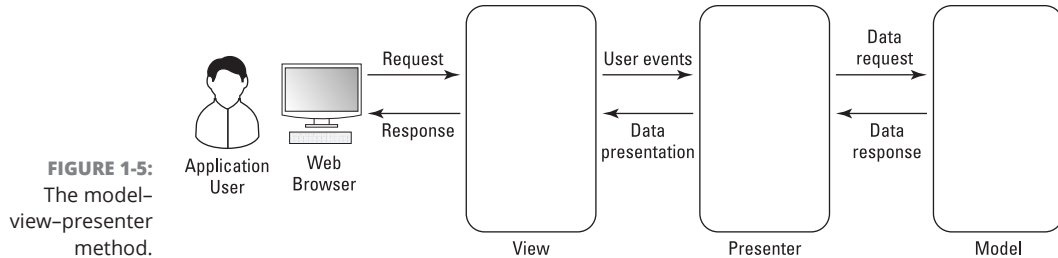 Request
Response
User events
Data
presentation
Data
request
Data
response
Application
User
Web
Browser
View
Presenter
Model
FIGURE 1-5:
The model–
view–presenter
method.